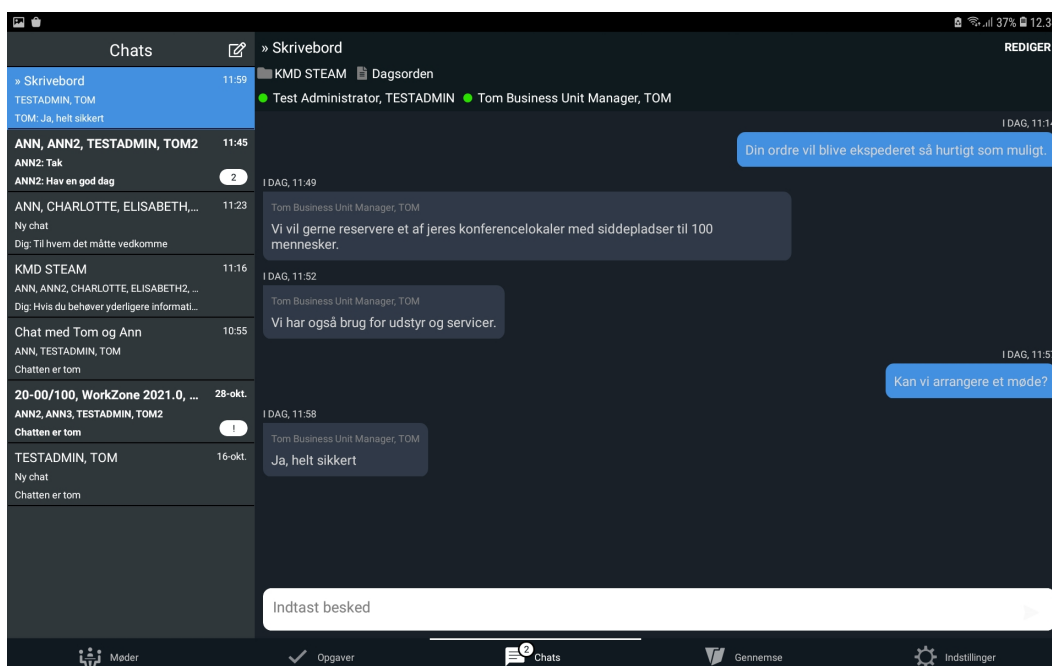 37% 12.3
Chats
» Skrivebord 11:59
TESTADMIN, TOM
TOM: Ja, helt sikkert
ANN, ANN2, TESTADMIN, TOM2 11:45
ANN2: Tak
ANN2: Hav en god dag 2
ANN, CHARLOTTE, ELISABETH,... 11:23
Ny chat
Dig: Til hvem det måtte vedkomme
KMD STEAM 11:16
ANN, ANN2, CHARLOTTE, ELISABETH2, ...
Dig: Hvis du behøver yderligere informati...
Chat med Tom og Ann 10:55
ANN, TESTADMIN, TOM
Chatten er tom
20-00/100, WorkZone 2021.0, ... 28-okt.
ANN2, ANN3, TESTADMIN, TOM2
Chatten er tom !
TESTADMIN, TOM 16-okt.
Ny chat
Chatten er tom
» Skrivebord REDIGER
KMD STEAM Dagsorden
Test Administrator, TESTADMIN Tom Business Unit Manager, TOM
I DAG, 11:14
Din ordre vil blive ekspederet så hurtigt som muligt.
I DAG, 11:49
Tom Business Unit Manager, TOM
Vi vil gerne reservere et af jeres konferencelokaler med siddepladser til 100
mennesker.
I DAG, 11:52
Tom Business Unit Manager, TOM
Vi har også brug for udstyr og servicer.
I DAG, 11:57
Kan vi arrangere et møde?
I DAG, 11:58
Tom Business Unit Manager, TOM
Ja, helt sikkert
Indtast besked
Møder Opgaver 2 Chats Gennemse Indstillinger